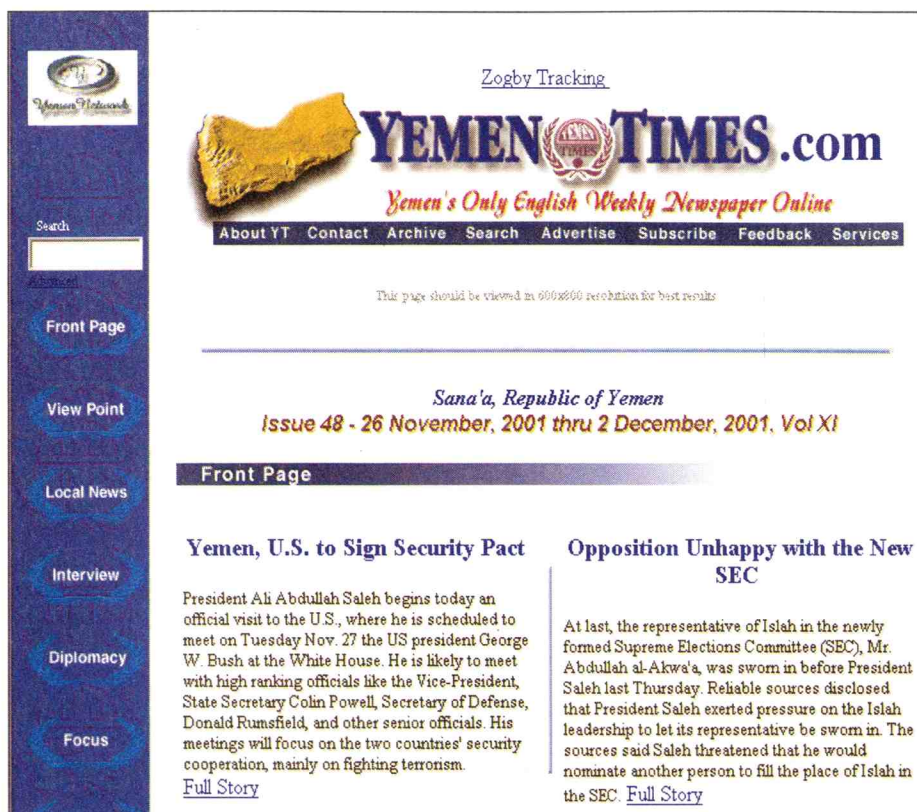 Yemen Network
Search
Advanced
Front Page
View Point
Local News
Interview
Diplomacy
Focus
Zogby Tracking
YEMEN YEMEN TIMES TIMES .com
Yemen's Only English Weekly Newspaper Online
About YT Contact Archive Search Advertise Subscribe Feedback Services
This page should be viewed in 600x800 resolution for best results
Sana'a, Republic of Yemen
Issue 48 - 26 November, 2001 thru 2 December, 2001, Vol XI
Front Page
Yemen, U.S. to Sign Security Pact
President Ali Abdullah Saleh begins today an
official visit to the U.S., where he is scheduled to
meet on Tuesday Nov. 27 the US president George
W. Bush at the White House. He is likely to meet
with high ranking officials like the Vice-President,
State Secretary Colin Powell, Secretary of Defense,
Donald Rumsfield, and other senior officials. His
meetings will focus on the two countries' security
cooperation, mainly on fighting terrorism.
Full Story
Opposition Unhappy with the New
SEC
At last, the representative of Islah in the newly
formed Supreme Elections Committee (SEC), Mr.
Abdullah al-Akwa'a, was sworn in before President
Saleh last Thursday. Reliable sources disclosed
that President Saleh exerted pressure on the Islah
leadership to let its representative be sworn in. The
sources said Saleh threatened that he would
nominate another person to fill the place of Islah in
the SEC. Full Story